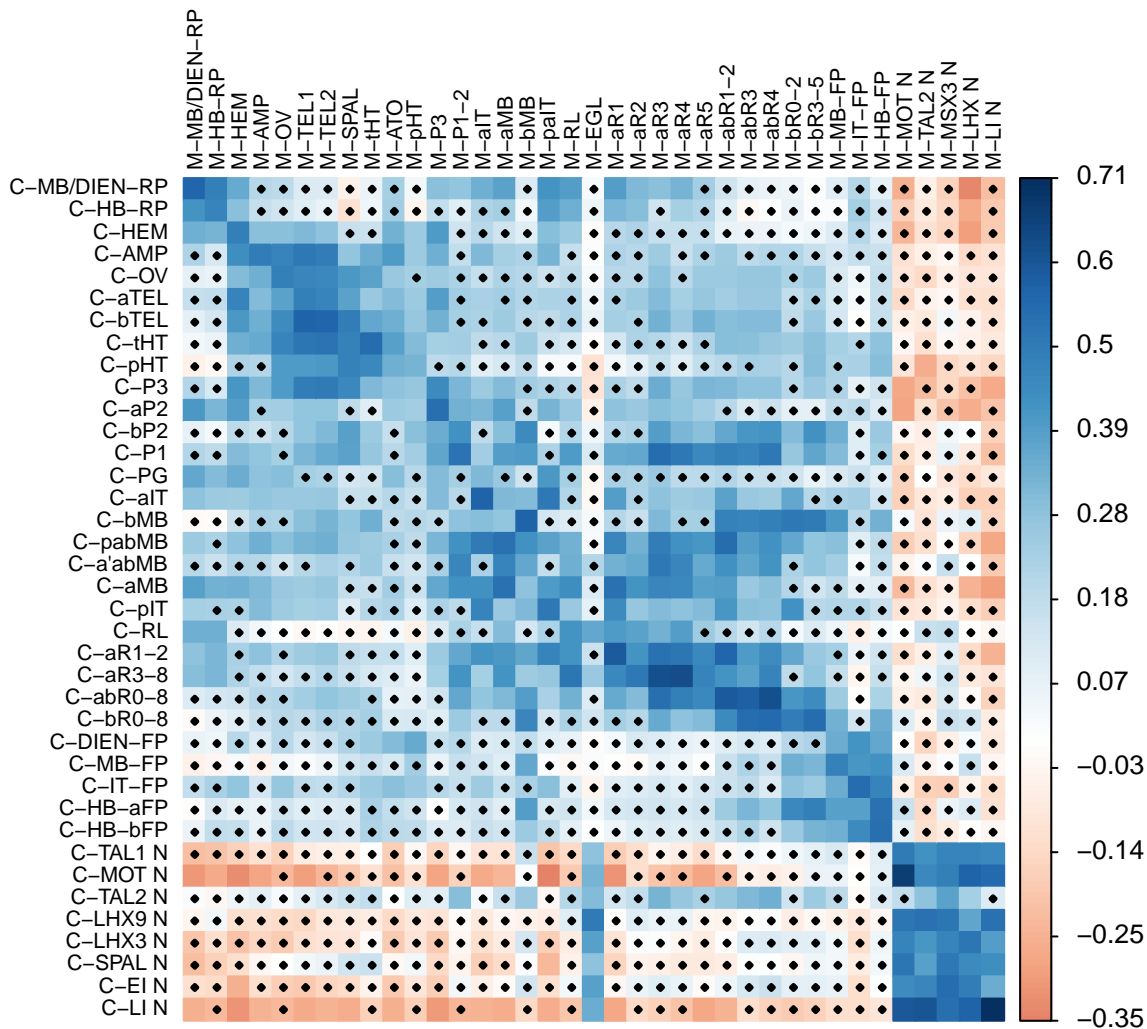 M−MB/DIEN−RP
M−HB−RP
M−HEM
M−AMP
M−OV
M−TEL1
M−TEL2
M−SPAL
M−tHT
M−ATO
M−pHT
M−P3
M−P1−2
M−aIT
M−aMB
M−bMB
M−paIT
M−RL
M−EGL
M−aR1
M−aR2
M−aR3
M−aR4
M−aR5
M−abR1−2
M−abR3
M−abR4
M−bR0−2
M−bR3−5
M−MB−FP
M−IT−FP
M−HB−FP
M−MOT N
M−TAL2 N
M−MSX3 N
M−LHX N
M−LI N
C−MB/DIEN−RP
C−HB−RP
C−HEM
C−AMP
C−OV
C−aTEL
C−bTEL
C−tHT
C−pHT
C−P3
C−aP2
C−bP2
C−P1
C−PG
C−aIT
C−bMB
C−pabMB
C−a'abMB
C−aMB
C−pIT
C−RL
C−aR1−2
C−aR3−8
C−abR0−8
C−bR0−8
C−DIEN−FP
C−MB−FP
C−IT−FP
C−HB−aFP
C−HB−bFP
C−TAL1 N
C−MOT N
C−TAL2 N
C−LHX9 N
C−LHX3 N
C−SPAL N
C−EI N
C−LI N
0.71
0.6
0.5
0.39
0.28
0.18
0.07
−0.03
−0.14
−0.25
−0.35